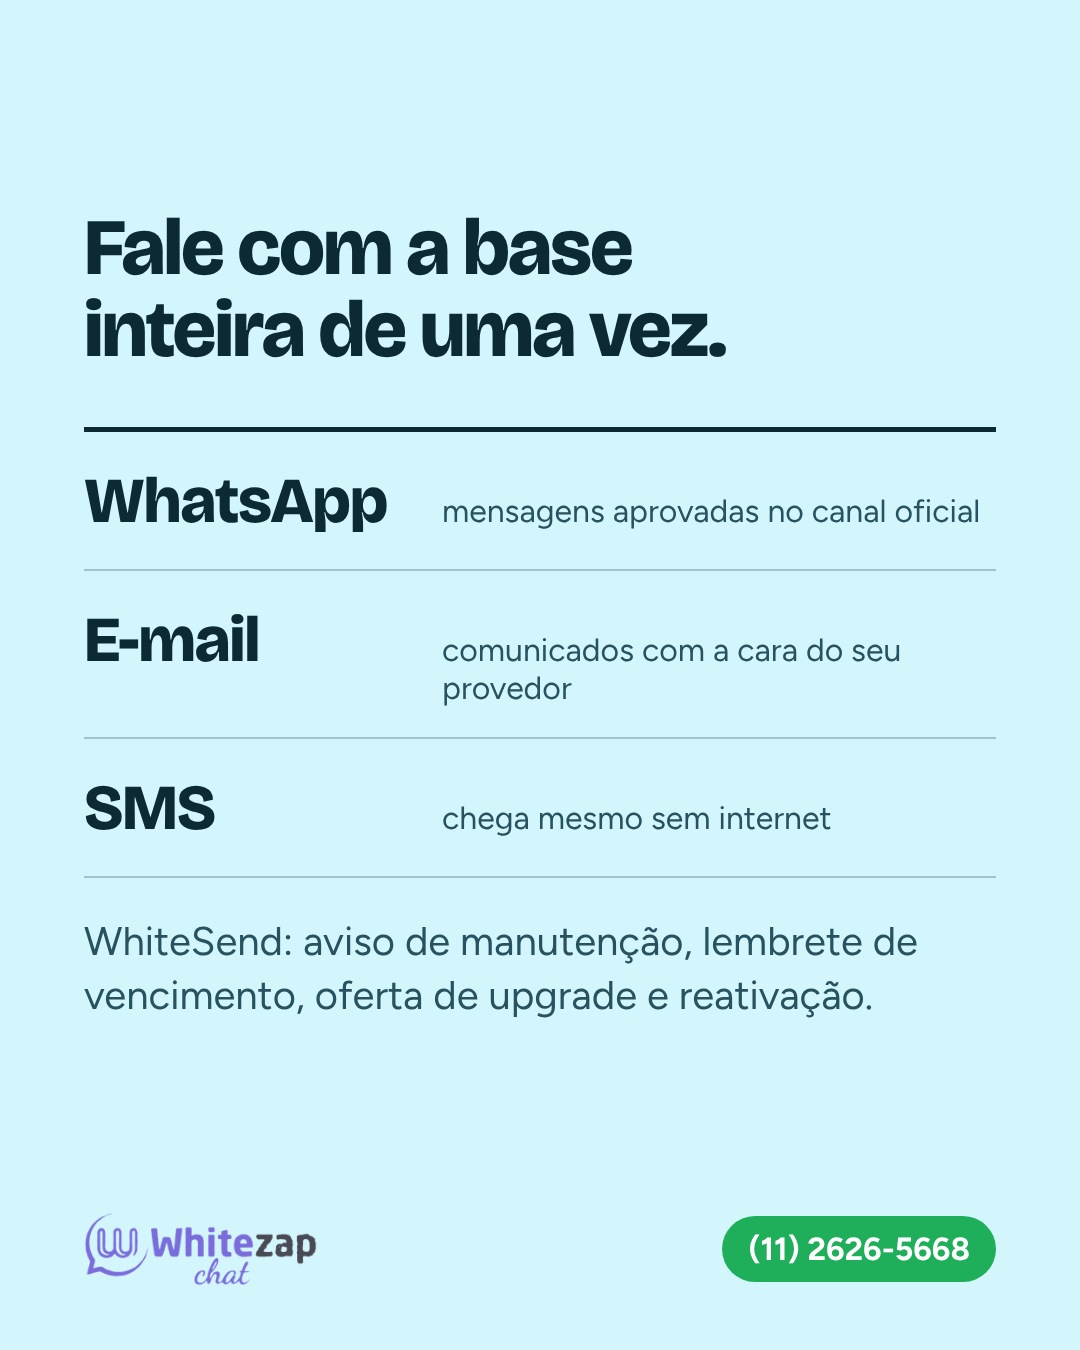 Fale com a base
inteira de uma vez.
WhatsApp mensagens aprovadas no canal oficial
E-mail comunicados com a cara do seu
provedor
SMS chega mesmo sem internet
WhiteSend: aviso de manutenção, lembrete de
vencimento, oferta de upgrade e reativação.
Whitezap
chat
(11) 2626-5668